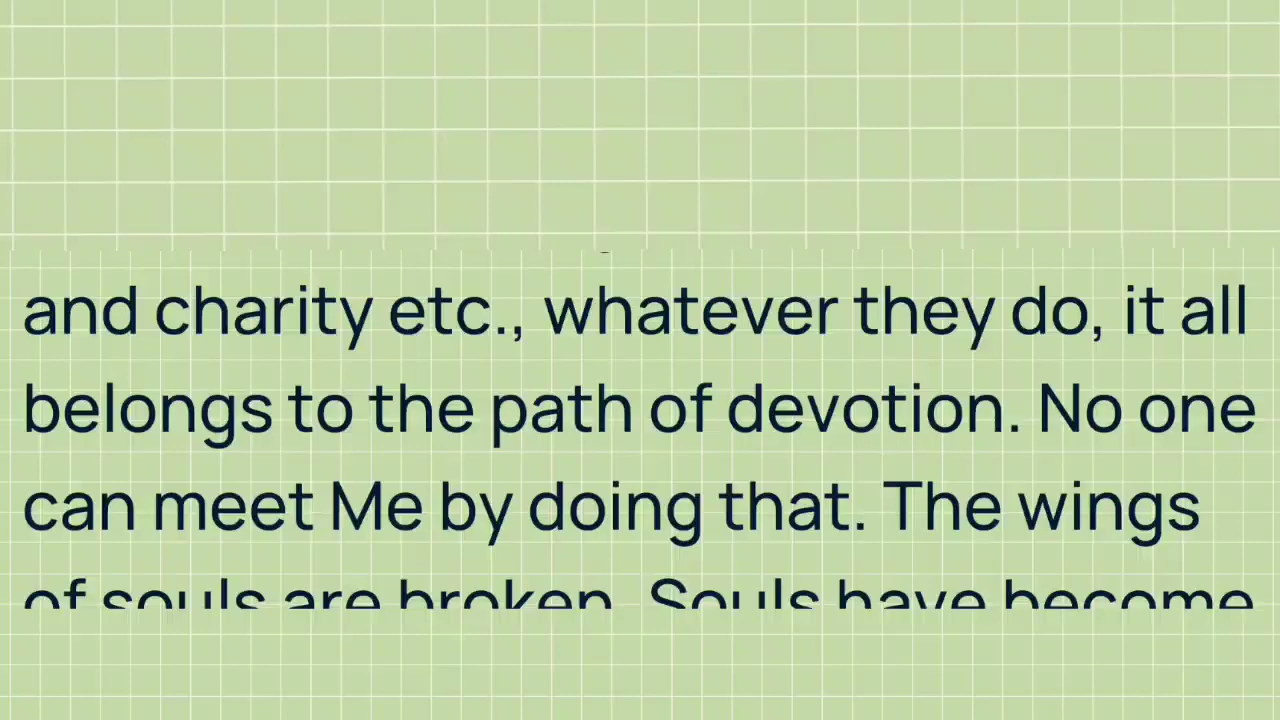 and charity etc., whatever they do, it all
belongs to the path of devotion. No one
can meet Me by doing that. The wings
of souls are broken. Souls have become